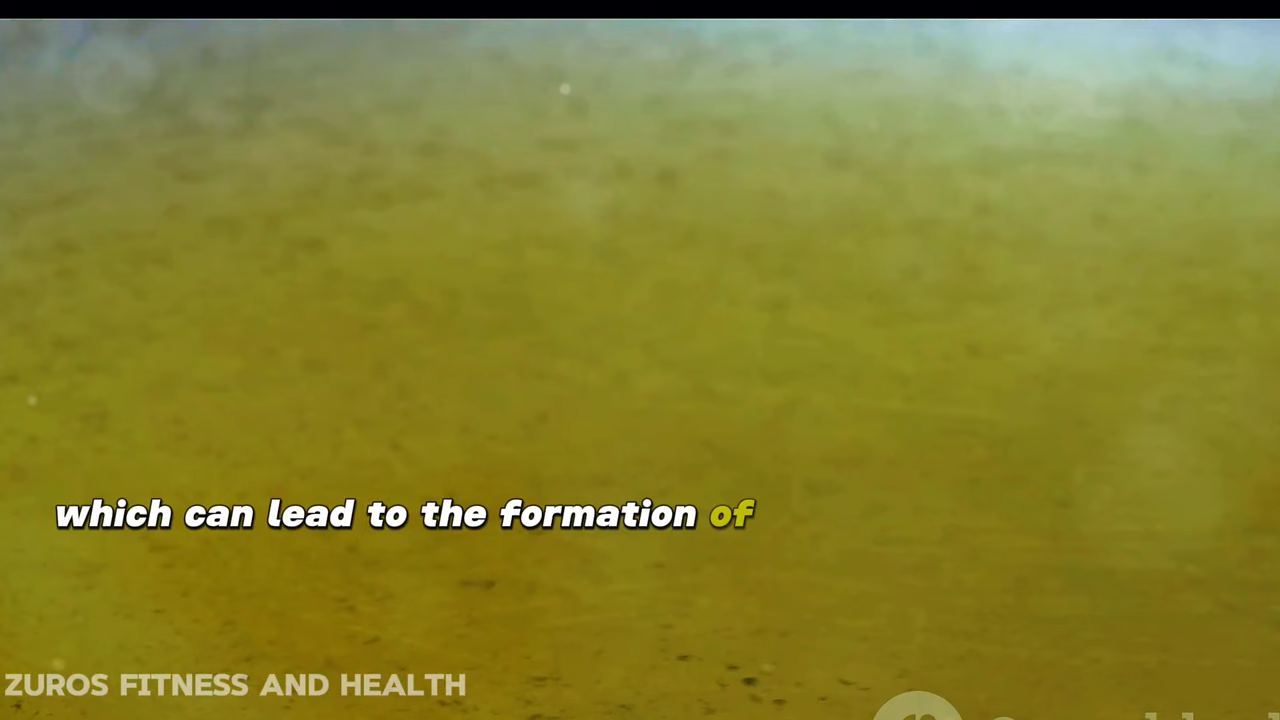 which can lead to the formation of
ZUROS FITNESS AND HEALTH